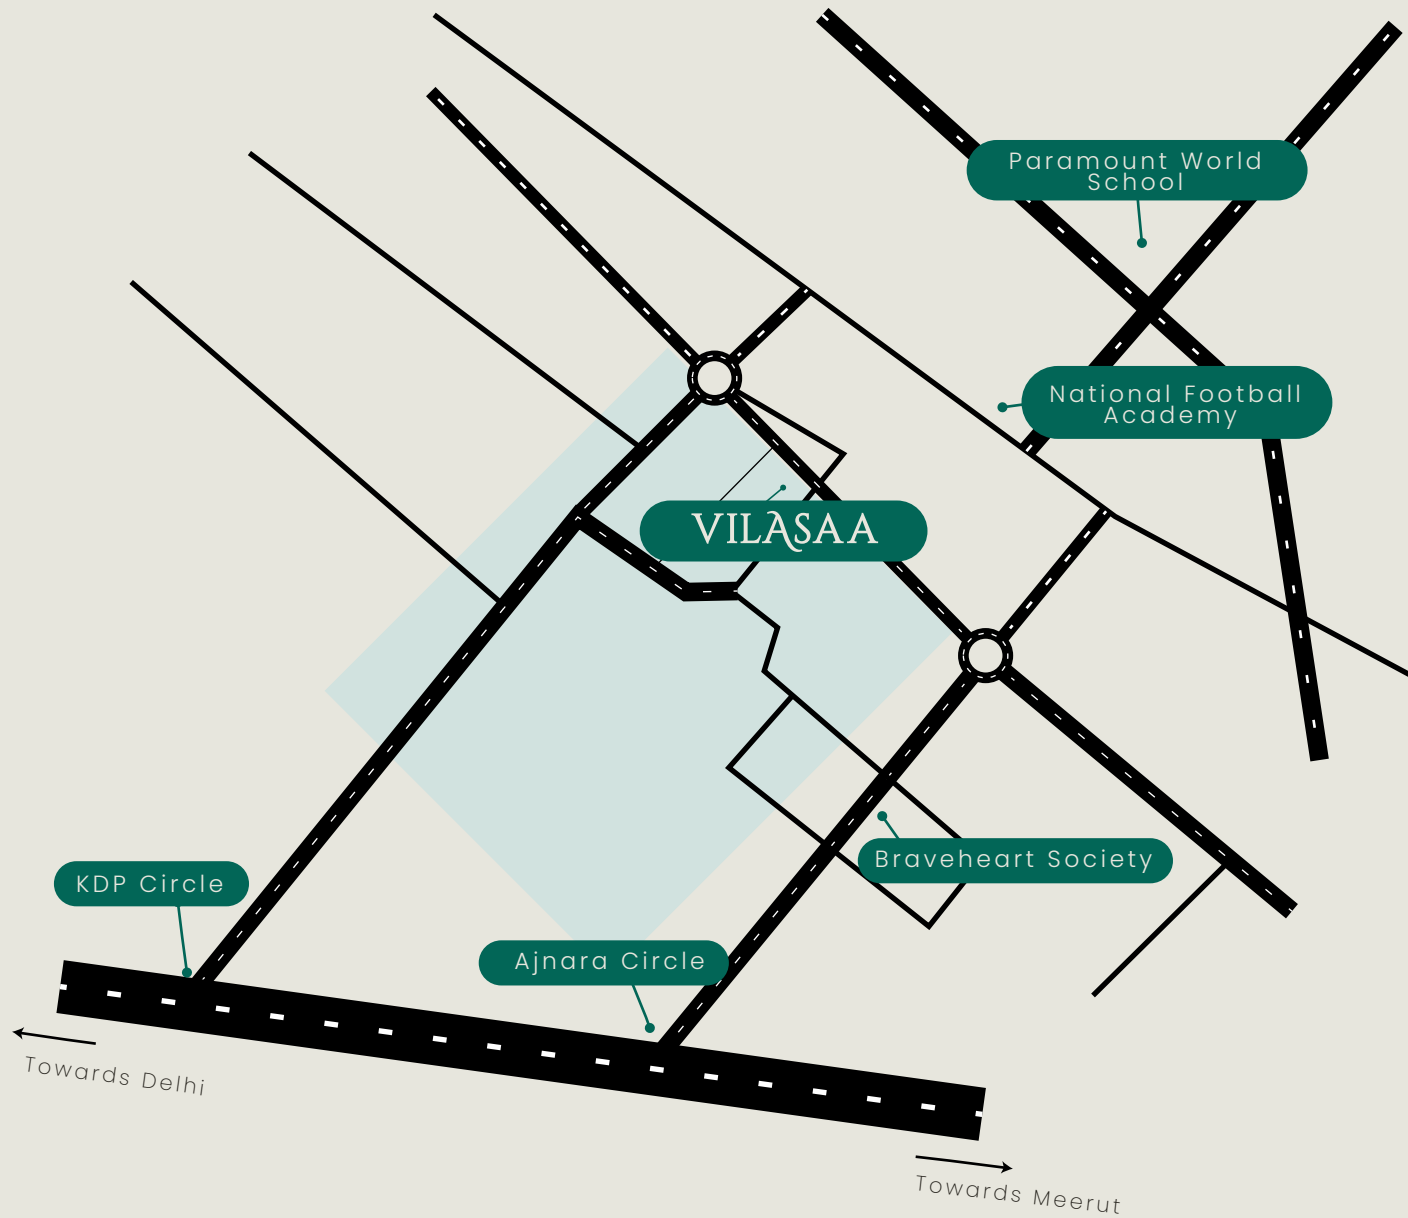 Paramount World
School
National Football
Academy
VILASAA
Braveheart Society
KDP Circle
Ajnara Circle
Towards Delhi
Towards Meerut